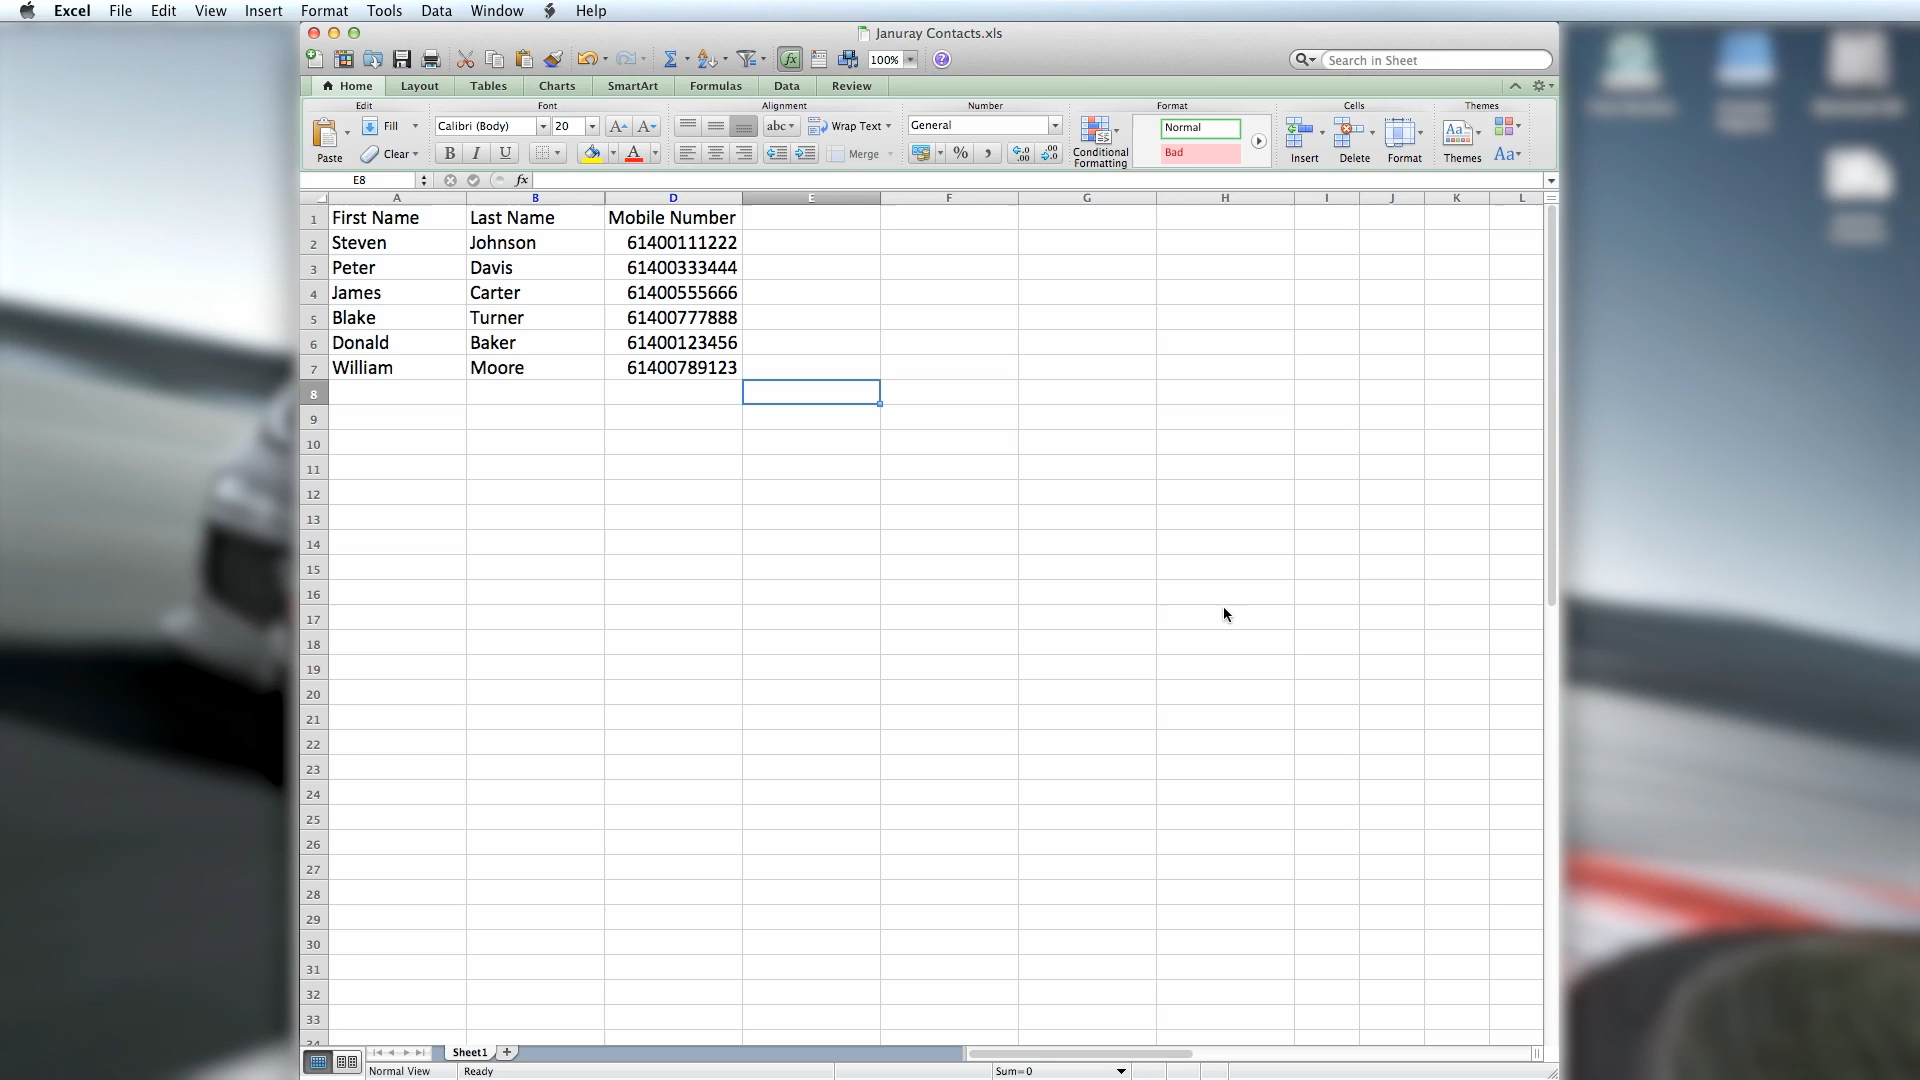 Excel File Edit View Insert Format Tools Data Window Help
Januray Contacts.xls
100% Search in Sheet
Home Layout Tables Charts SmartArt Formulas Data Review
Edit Font Alignment Number Format Cells Themes
Fill Calibri (Body) 20 abc Wrap Text General Normal
Paste Clear B I U A Merge % Conditional Formatting Bad Insert Delete Format Themes Aa
E8 fx
A B D E F G H I J K L
1 First Name Last Name Mobile Number
2 Steven Johnson 61400111222
3 Peter Davis 61400333444
4 James Carter 61400555666
5 Blake Turner 61400777888
6 Donald Baker 61400123456
7 William Moore 61400789123
8
9
10
11
12
13
14
15
16
17
18
19
20
21
22
23
24
25
26
27
28
29
30
31
32
33
34
Sheet1
Normal View Ready Sum=0